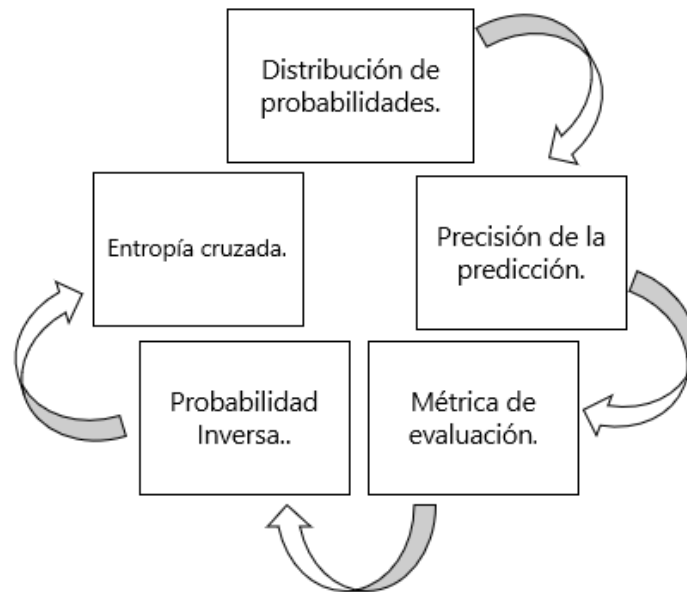 Distribución de
probabilidades.
Precisión de la
predicción.
Métrica de
evaluación.
Probabilidad
Inversa..
Entropía cruzada.